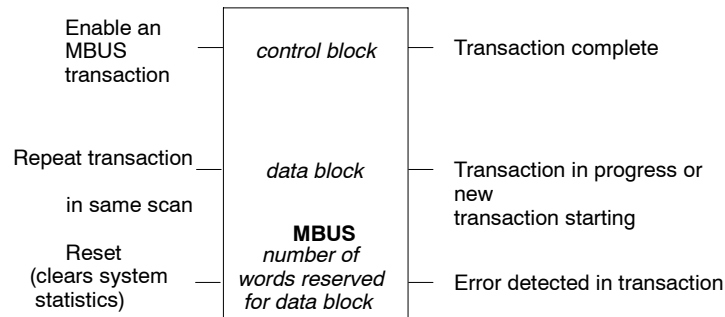 Enable an
MBUS
transaction
control block
Transaction complete
Repeat transaction
in same scan
data block
Transaction in progress or
new
transaction starting
Reset
(clears system
statistics)
MBUS
number of
words reserved
for data block
Error detected in transaction